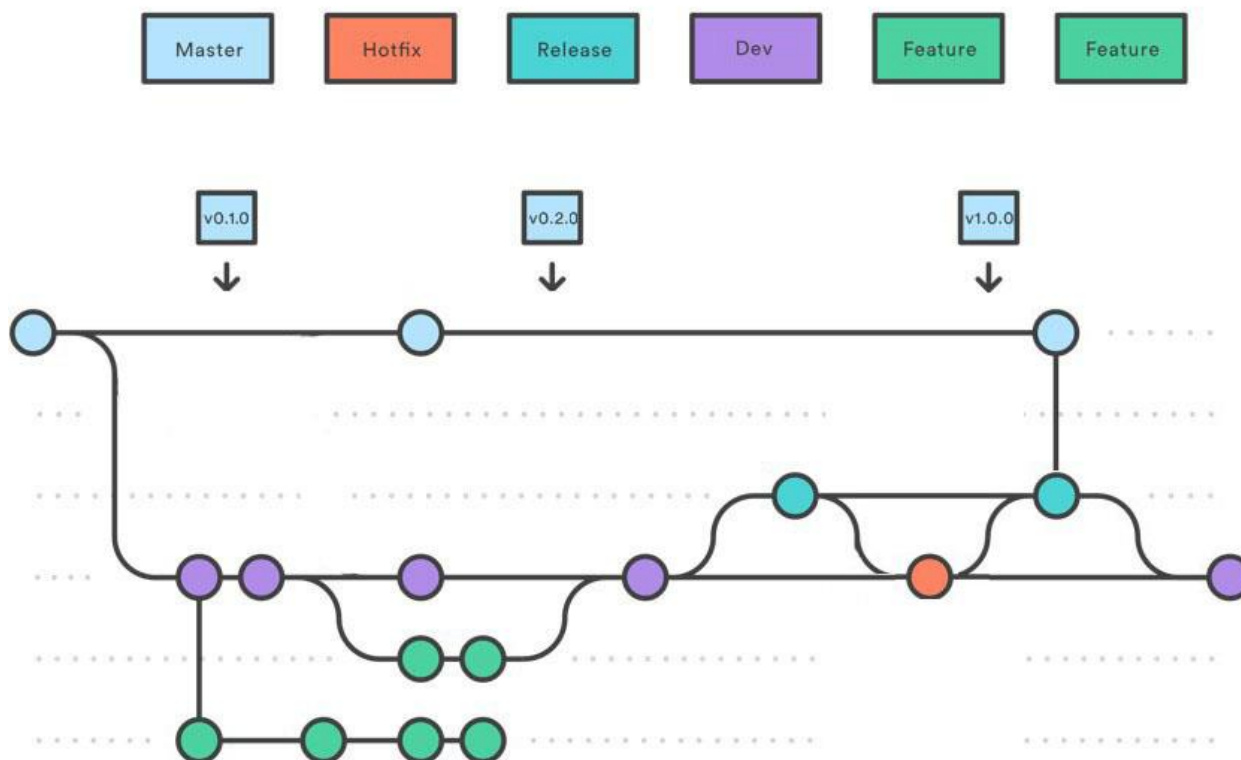 Master
Hotfix
Release
Dev
Feature
Feature
v0.1.0
v0.2.0
v1.0.0